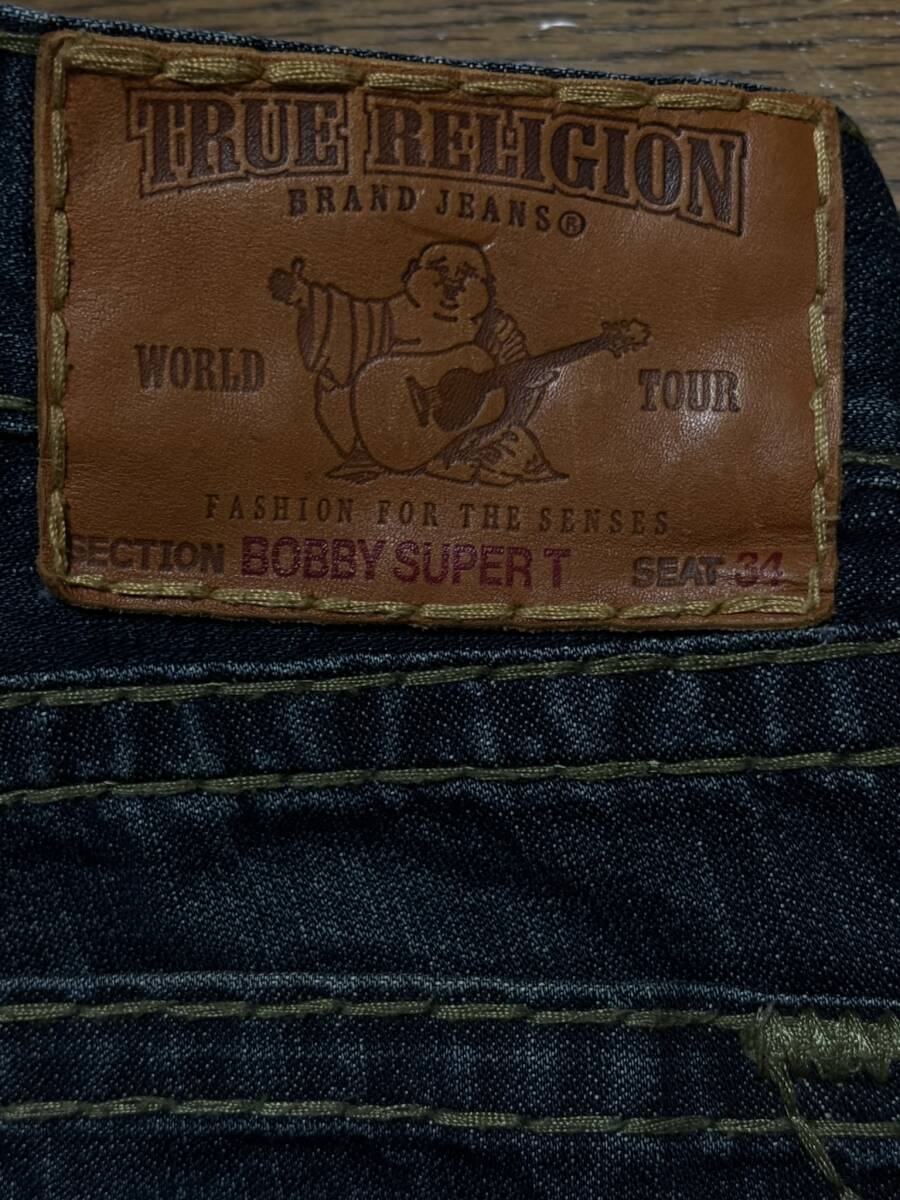 TRUE RELIGION
BRAND JEANS®
WORLD TOUR
FASHION FOR THE SENSES
SECTION BOBBY SUPER T SEAT 34